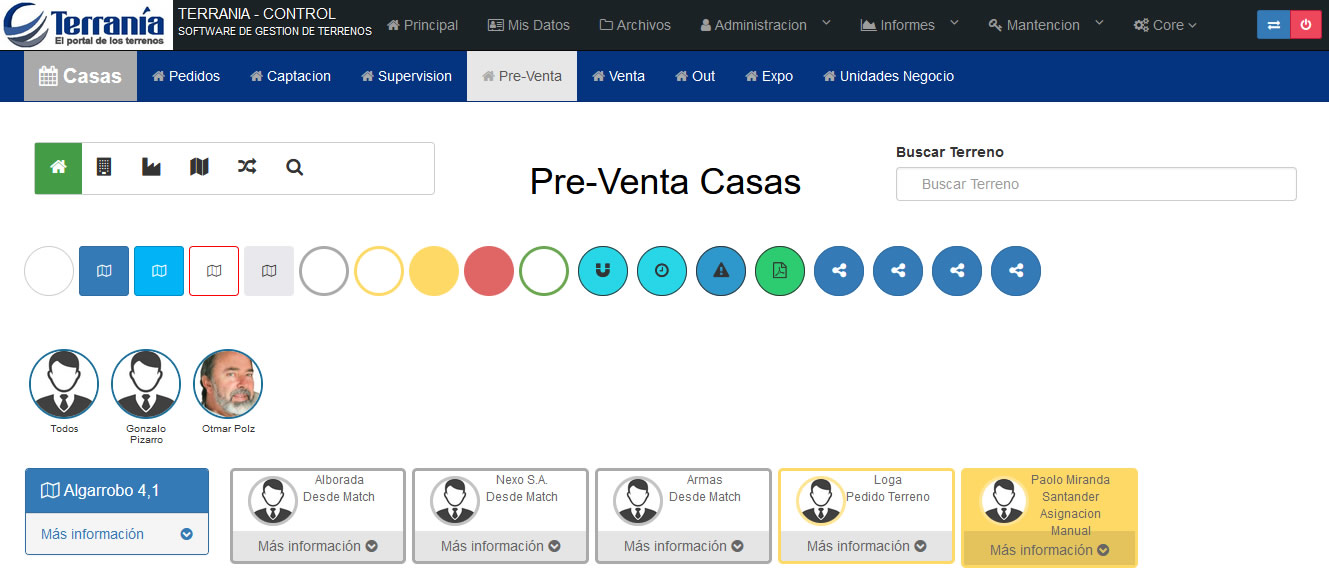 Terranía
El portal de los terrenos
TERRANIA - CONTROL
SOFTWARE DE GESTION DE TERRENOS
Principal
Mis Datos
Archivos
Administracion
Informes
Mantencion
Core
Casas
Pedidos
Captacion
Supervision
Pre-Venta
Venta
Out
Expo
Unidades Negocio
Pre-Venta Casas
Buscar Terreno
Buscar Terreno
Todos
Gonzalo
Pizarro
Otmar Polz
Algarrobo 4,1
Más información
Alborada
Desde Match
Más información
Nexo S.A.
Desde Match
Más información
Armas
Desde Match
Más información
Loga
Pedido Terreno
Más información
Paolo Miranda
Santander
Asignacion
Manual
Más información